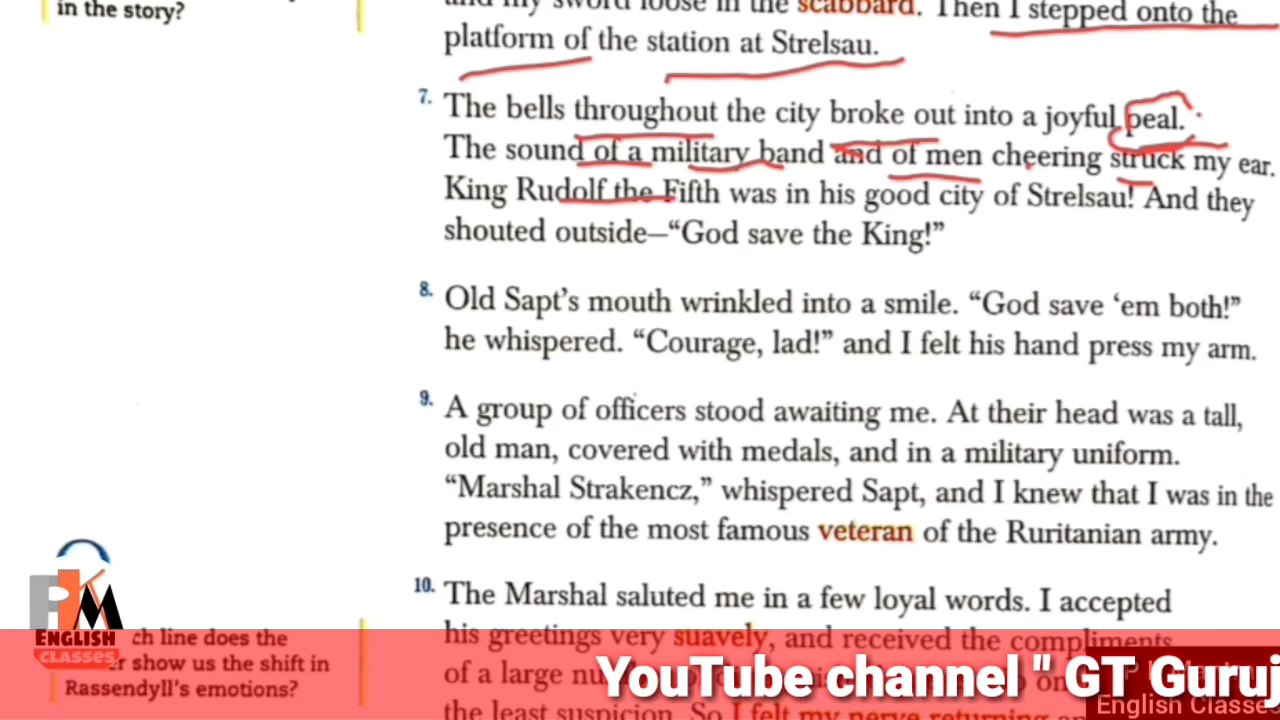 in the story?
and my sword loose in the scabbard. Then I stepped onto the
platform of the station at Strelsau.
7. The bells throughout the city broke out into a joyful peal.
The sound of a military band and of men cheering struck my ear.
King Rudolf the Fifth was in his good city of Strelsau! And they
shouted outside—“God save the King!”
8. Old Sapt’s mouth wrinkled into a smile. “God save ‘em both!”
he whispered. “Courage, lad!” and I felt his hand press my arm.
9. A group of officers stood awaiting me. At their head was a tall,
old man, covered with medals, and in a military uniform.
“Marshal Strakencz,” whispered Sapt, and I knew that I was in the
presence of the most famous veteran of the Ruritanian army.
10. The Marshal saluted me in a few loyal words. I accepted
his greetings very suavely, and received the compliments
of a large
the least suspicion. So I felt my nerve returning
ch line does the
r show us the shift in
Rassendyll’s emotions?
PKM
ENGLISH
CLASSES
YouTube channel " GT Guruj
English Classes